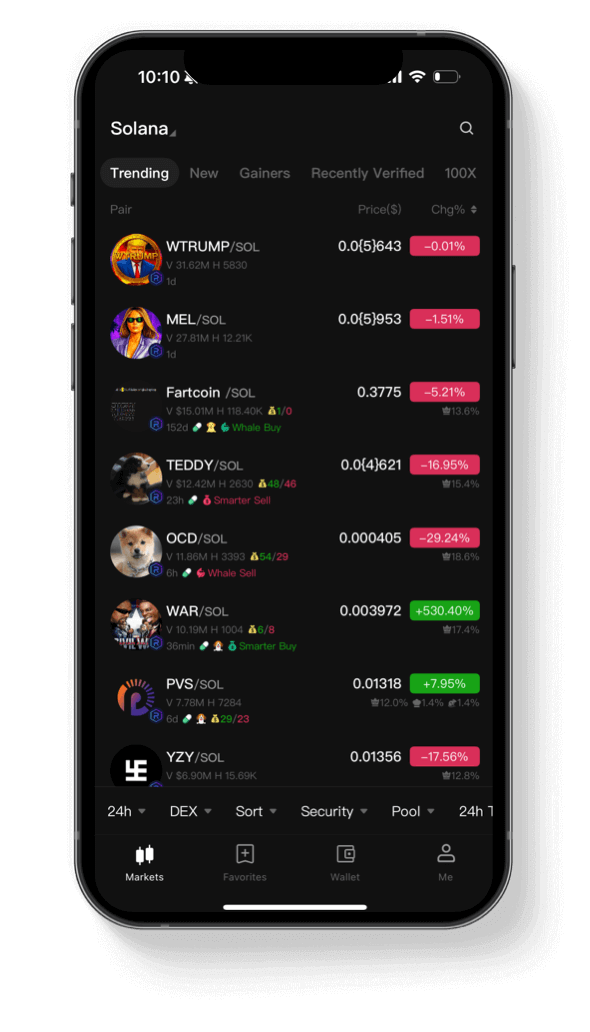 10:10
Solana
Trending New Gainers Recently Verified 100X
Pair Price($) Chg%
WTRUMP/SOL 0.0{5}643 −0.01%
V 31.62M H 5830
1d
MEL/SOL 0.0{5}953 −1.51%
V 27.81M H 12.21K
1d
Fartcoin /SOL 0.3775 −5.21%
V $15.01M H 118.40K 1/0 13.6%
152d Whale Buy
TEDDY/SOL 0.0{4}621 −16.95%
V $12.42M H 2630 48/46 15.4%
23h Smarter Sell
OCD/SOL 0.000405 −29.24%
V 11.86M H 3393 54/29 18.6%
6h Whale Sell
WAR/SOL 0.003972 +530.40%
V 10.19M H 1004 6/8 17.4%
36min Smarter Buy
PVS/SOL 0.01318 +7.95%
V 7.78M H 7284 12.0% 1.4% 1.4%
6d 29/23
YZY/SOL 0.01356 −17.56%
V $6.90M H 15.69K 12.8%
24h DEX Sort Security Pool 24h T
Markets Favorites Wallet Me